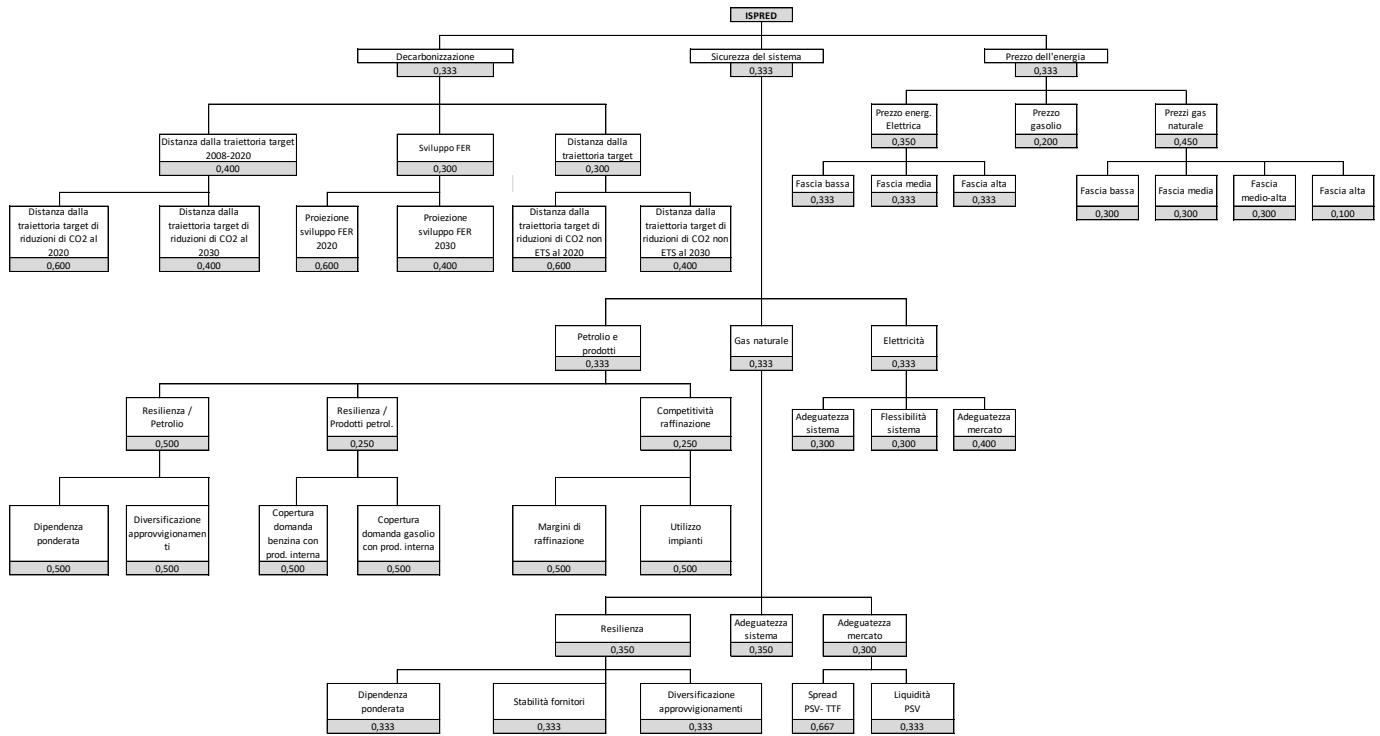 ISPRED
Decarbonizzazione
0,333
Sicurezza del sistema
0,333
Prezzo dell'energia
0,333
Prezzo energ.
Elettrica
0,350
Prezzo
gasolio
0,200
Prezzi gas
naturale
0,450
Distanza dalla traiettoria target
2008-2020
0,400
Sviluppo FER
0,300
Distanza dalla
traiettoria target
0,300
Fascia bassa
0,333
Fascia media
0,333
Fascia alta
0,333
Fascia bassa
0,300
Fascia media
0,300
Fascia
medio-alta
0,300
Fascia alta
0,100
Distanza dalla
traiettoria target di
riduzioni di CO2 al
2020
0,600
Distanza dalla
traiettoria target di
riduzioni di CO2 al
2030
0,400
Proiezione
sviluppo FER
2020
0,600
Proiezione
sviluppo FER
2030
0,400
Distanza dalla
traiettoria target di
riduzioni di CO2 non
ETS al 2020
0,600
Distanza dalla
traiettoria target di
riduzioni di CO2 non
ETS al 2030
0,400
Petrolio e
prodotti
0,333
Gas naturale
0,333
Elettricità
0,333
Resilienza /
Petrolio
0,500
Resilienza /
Prodotti petrol.
0,250
Competitività
raffinazione
0,250
Adeguatezza
sistema
0,300
Flessibilità
sistema
0,300
Adeguatezza
mercato
0,400
Dipendenza
ponderata
0,500
Diversificazione
approvvigionamen
ti
0,500
Copertura
domanda
benzina con
prod. interna
0,500
Copertura
domanda gasolio
con prod. interna
0,500
Margini di
raffinazione
0,500
Utilizzo
impianti
0,500
Resilienza
0,350
Adeguatezza
sistema
0,350
Adeguatezza
mercato
0,300
Dipendenza
ponderata
0,333
Stabilità fornitori
0,333
Diversificazione
approvvigionamenti
0,333
Spread
PSV- TTF
0,667
Liquidità
PSV
0,333